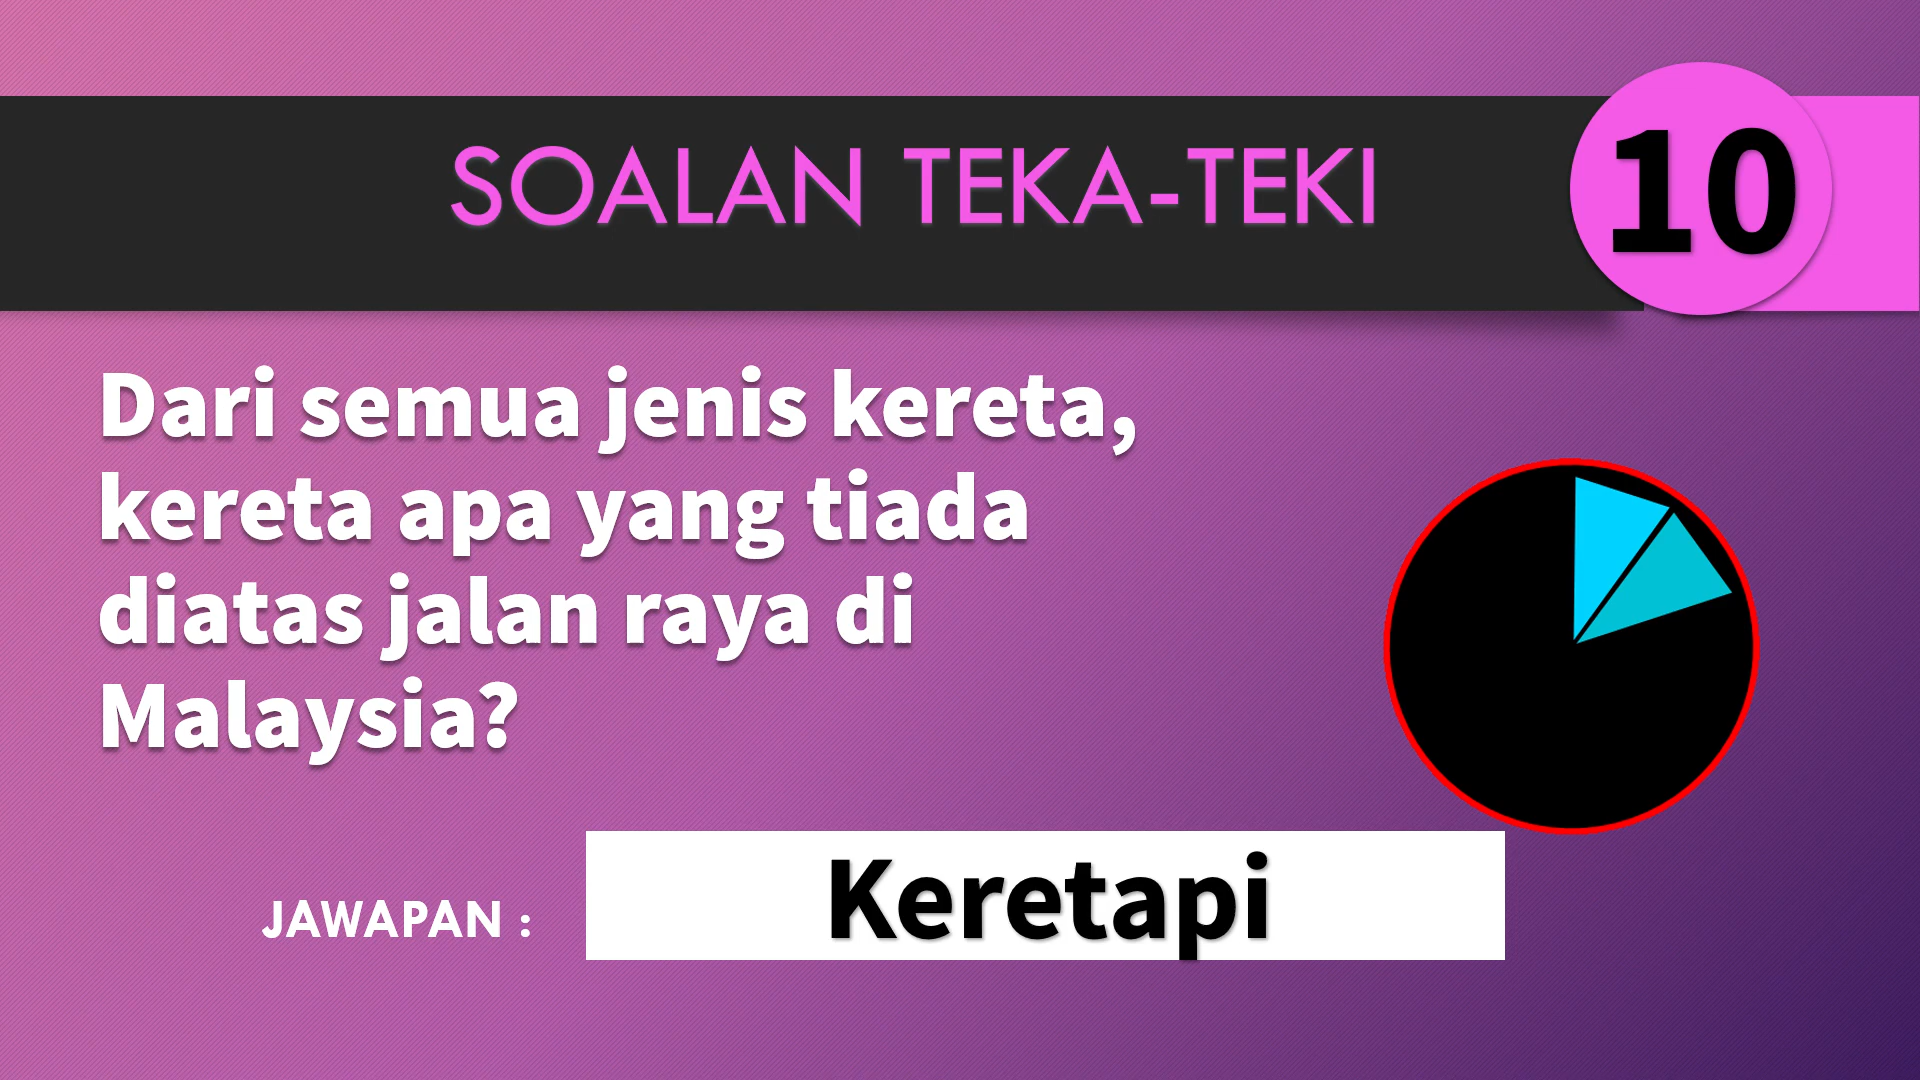 SOALAN TEKA-TEKI
10
Dari semua jenis kereta,
kereta apa yang tiada
diatas jalan raya di
Malaysia?
JAWAPAN :
Keretapi